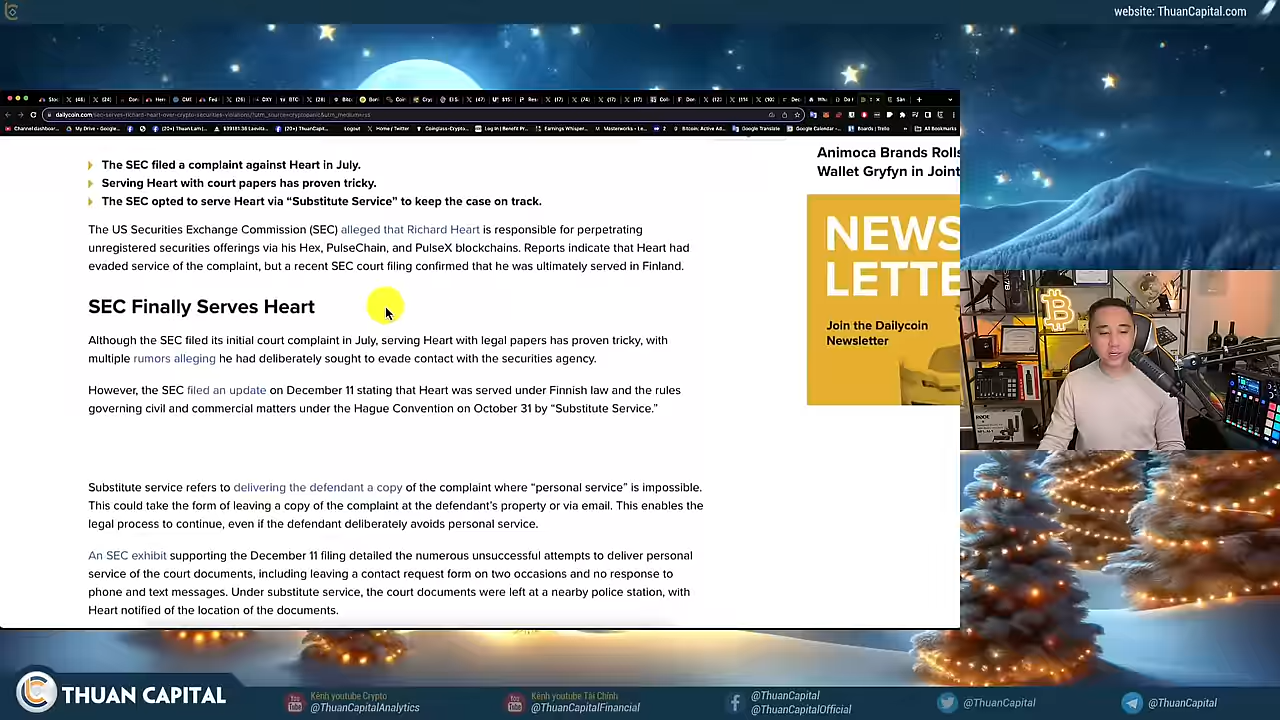 website: ThuanCapital.com
dailycoin.com/sec-serves-richard-heart-over-crypto-securities-violations/?utm_source=cryptopanic&utm_medium=rss
The SEC filed a complaint against Heart in July.
Serving Heart with court papers has proven tricky.
The SEC opted to serve Heart via “Substitute Service” to keep the case on track.
The US Securities Exchange Commission (SEC) alleged that Richard Heart is responsible for perpetrating
unregistered securities offerings via his Hex, PulseChain, and PulseX blockchains. Reports indicate that Heart had
evaded service of the complaint, but a recent SEC court filing confirmed that he was ultimately served in Finland.
SEC Finally Serves Heart
Although the SEC filed its initial court complaint in July, serving Heart with legal papers has proven tricky, with
multiple rumors alleging he had deliberately sought to evade contact with the securities agency.
However, the SEC filed an update on December 11 stating that Heart was served under Finnish law and the rules
governing civil and commercial matters under the Hague Convention on October 31 by “Substitute Service.”
Substitute service refers to delivering the defendant a copy of the complaint where “personal service” is impossible.
This could take the form of leaving a copy of the complaint at the defendant’s property or via email. This enables the
legal process to continue, even if the defendant deliberately avoids personal service.
An SEC exhibit supporting the December 11 filing detailed the numerous unsuccessful attempts to deliver personal
service of the court documents, including leaving a contact request form on two occasions and no response to
phone and text messages. Under substitute service, the court documents were left at a nearby police station, with
Heart notified of the location of the documents.
Animoca Brands Rolls
Wallet Gryfyn in Joint
NEWS
LETTE
Join the Dailycoin
Newsletter
RODE
THUAN CAPITAL
Kênh youtube Crypto
@ThuanCapitalAnalytics
Kênh youtube Tài Chính
@ThuanCapitalFinancial
@ThuanCapital
@ThuanCapitalOfficial
@ThuanCapital
@ThuanCapital